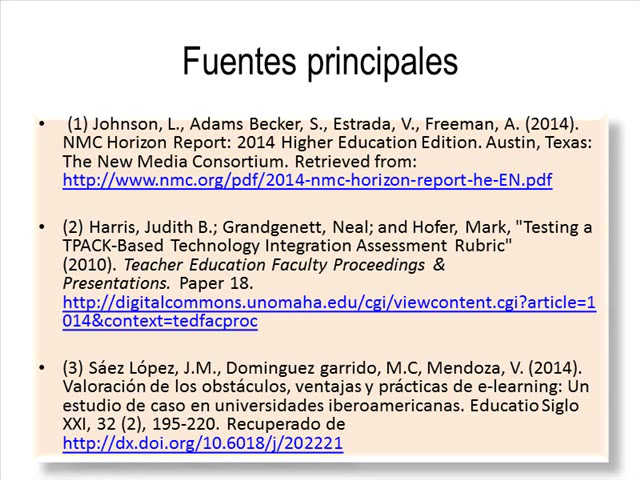 Fuentes principales
• (1) Johnson, L., Adams Becker, S., Estrada, V., Freeman, A. (2014).
NMC Horizon Report: 2014 Higher Education Edition. Austin, Texas:
The New Media Consortium. Retrieved from:
http://www.nmc.org/pdf/2014-nmc-horizon-report-he-EN.pdf
• (2) Harris, Judith B.; Grandgenett, Neal; and Hofer, Mark, "Testing a
TPACK-Based Technology Integration Assessment Rubric"
(2010). Teacher Education Faculty Proceedings &
Presentations. Paper 18.
http://digitalcommons.unomaha.edu/cgi/viewcontent.cgi?article=1
014&context=tedfacproc
• (3) Sáez López, J.M., Dominguez garrido, M.C, Mendoza, V. (2014).
Valoración de los obstáculos, ventajas y prácticas de e-learning: Un
estudio de caso en universidades iberoamericanas. Educatio Siglo
XXI, 32 (2), 195-220. Recuperado de
http://dx.doi.org/10.6018/j/202221